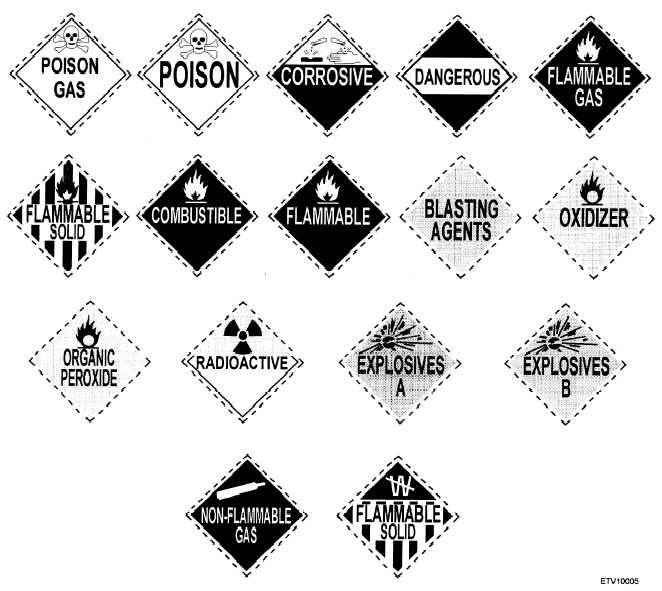 POISON
GAS
POISON
CORROSIVE
DANGEROUS
FLAMMABLE
GAS
FLAMMABLE
SOLID
COMBUSTIBLE
FLAMMABLE
BLASTING
AGENTS
OXIDIZER
ORGANIC
PEROXIDE
RADIOACTIVE
EXPLOSIVES
A
EXPLOSIVES
B
NON-FLAMMABLE
GAS
W
FLAMMABLE
SOLID
ETV10005